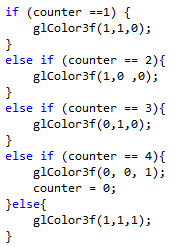 if (counter ==1) {
    glColor3f(1,1,0);
}
else if (counter == 2){
    glColor3f(1,0 ,0);
}
else if (counter == 3){
    glColor3f(0,1,0);
}
else if (counter == 4){
    glColor3f(0, 0, 1);
    counter = 0;
}else{
    glColor3f(1,1,1);
}